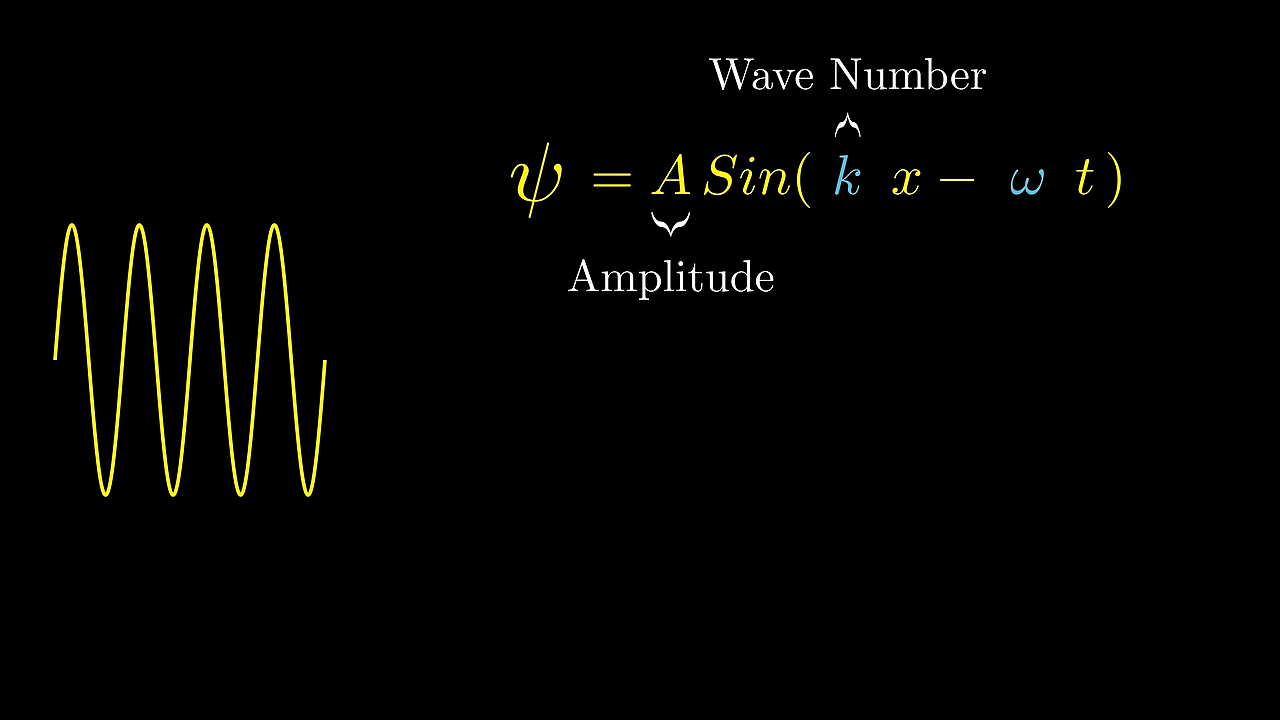 Wave Number
ψ = A Sin( k x − ω t )
Amplitude